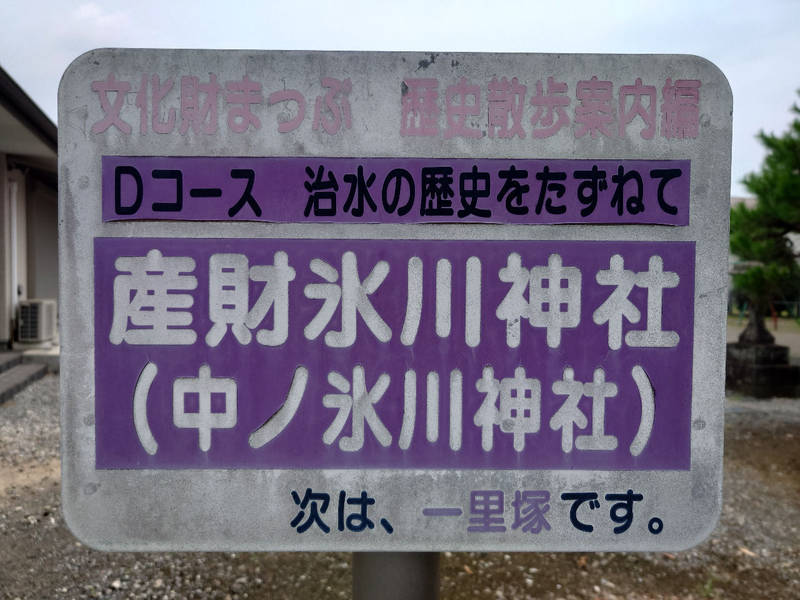 文化財まっぷ　歴史散歩案内編
Dコース　治水の歴史をたずねて
産財氷川神社
(中ノ氷川神社)
次は、一里塚です。